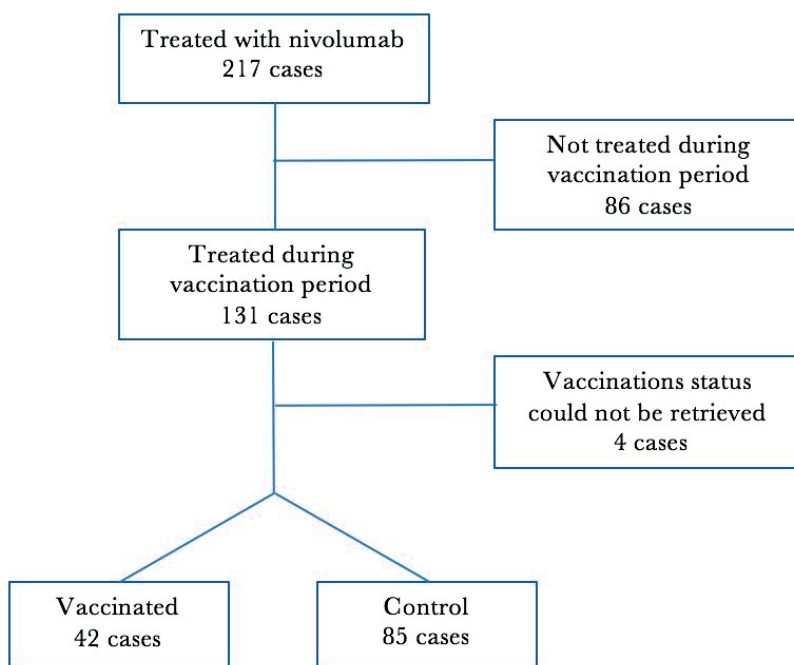 Treated with nivolumab
217 cases
Not treated during
vaccination period
86 cases
Treated during
vaccination period
131 cases
Vaccinations status
could not be retrieved
4 cases
Vaccinated
42 cases
Control
85 cases